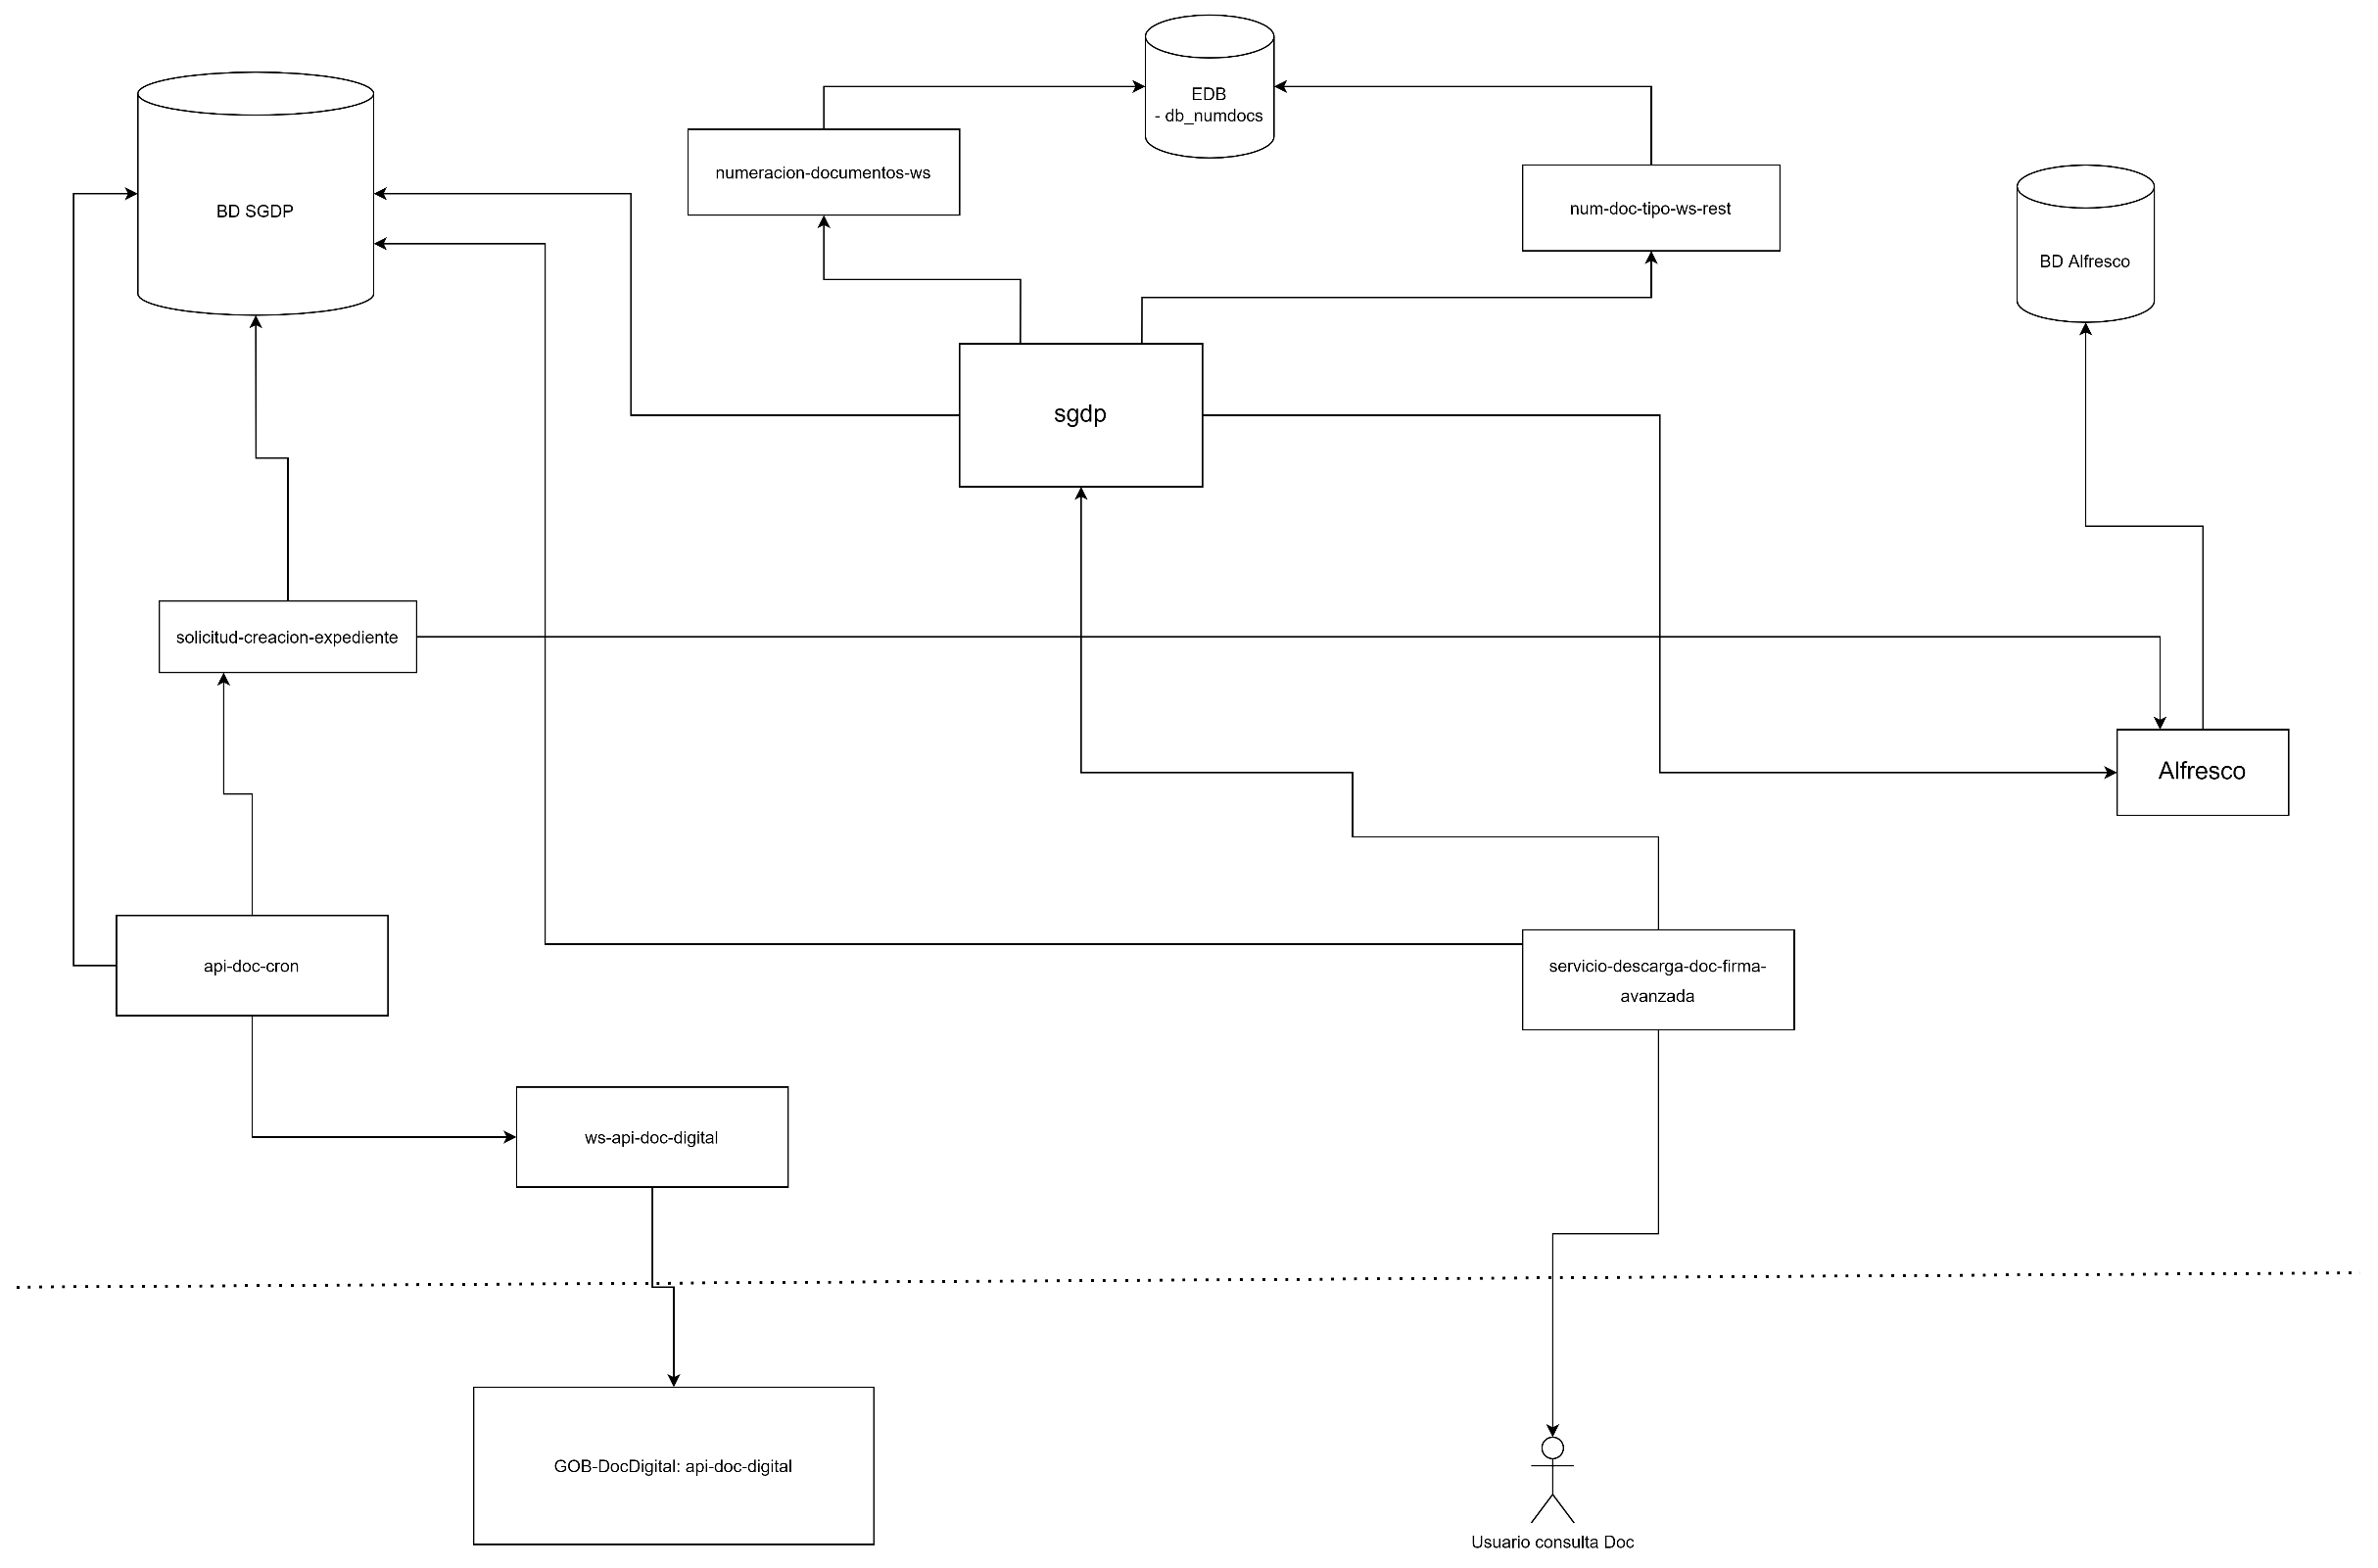 EDB
- db_numdocs
numeracion-documentos-ws
BD SGDP
num-doc-tipo-ws-rest
BD Alfresco
sgdp
solicitud-creacion-expediente
Alfresco
api-doc-cron
servicio-descarga-doc-firma-
avanzada
ws-api-doc-digital
GOB-DocDigital: api-doc-digital
Usuario consulta Doc